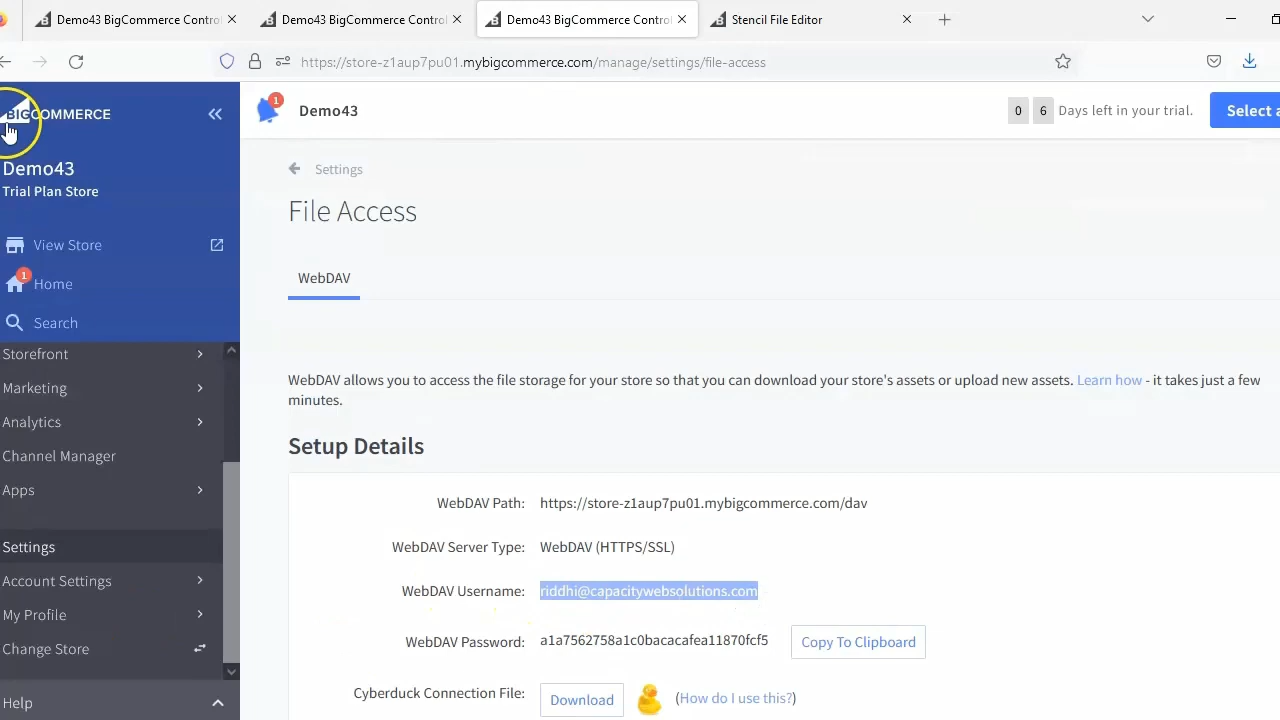 Demo43 BigCommerce Contro
Demo43 BigCommerce Contro
Demo43 BigCommerce Contro
Stencil File Editor
https://store-z1aup7pu01.mybigcommerce.com/manage/settings/file-access
BIGCOMMERCE
1
Demo43
0 6 Days left in your trial.
Select a
Demo43
Trial Plan Store
View Store
1
Home
Search
Storefront
Marketing
Analytics
Channel Manager
Apps
Settings
Account Settings
My Profile
Change Store
Help
Settings
File Access
WebDAV
WebDAV allows you to access the file storage for your store so that you can download your store's assets or upload new assets. Learn how - it takes just a few
minutes.
Setup Details
WebDAV Path: https://store-z1aup7pu01.mybigcommerce.com/dav
WebDAV Server Type: WebDAV (HTTPS/SSL)
WebDAV Username: riddhi@capacitywebsolutions.com
WebDAV Password: a1a7562758a1c0bacacafea11870fcf5 Copy To Clipboard
Cyberduck Connection File: Download (How do I use this?)